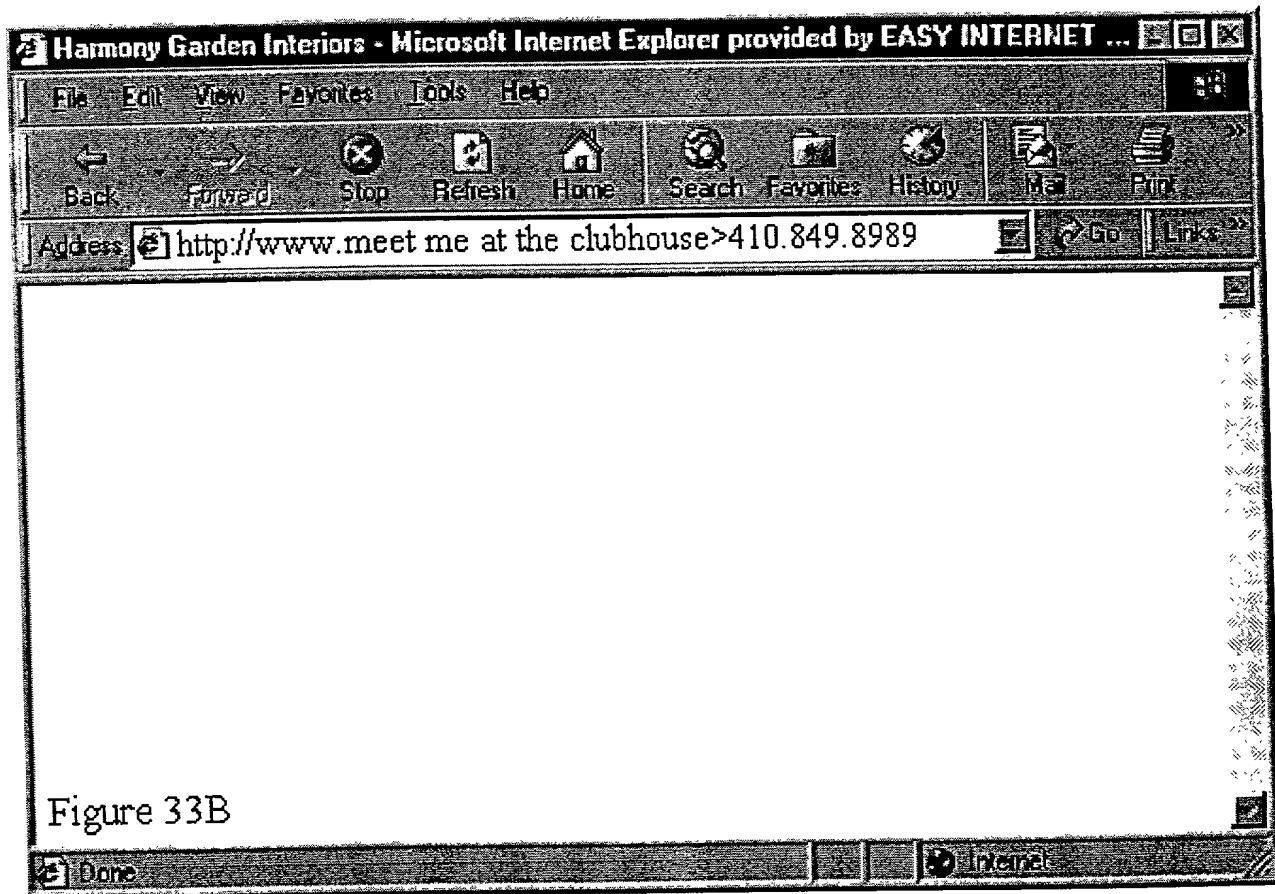 Harmony Garden Interiors - Microsoft Internet Explorer provided by EASY INTERNET ...
File Edit View Favorites Tools Help
Back Forward Stop Refresh Home Search Favorites History Mail Print »
Address http://www.meet me at the clubhouse>410.849.8989 Go Links »
Figure 33B
Done Internet